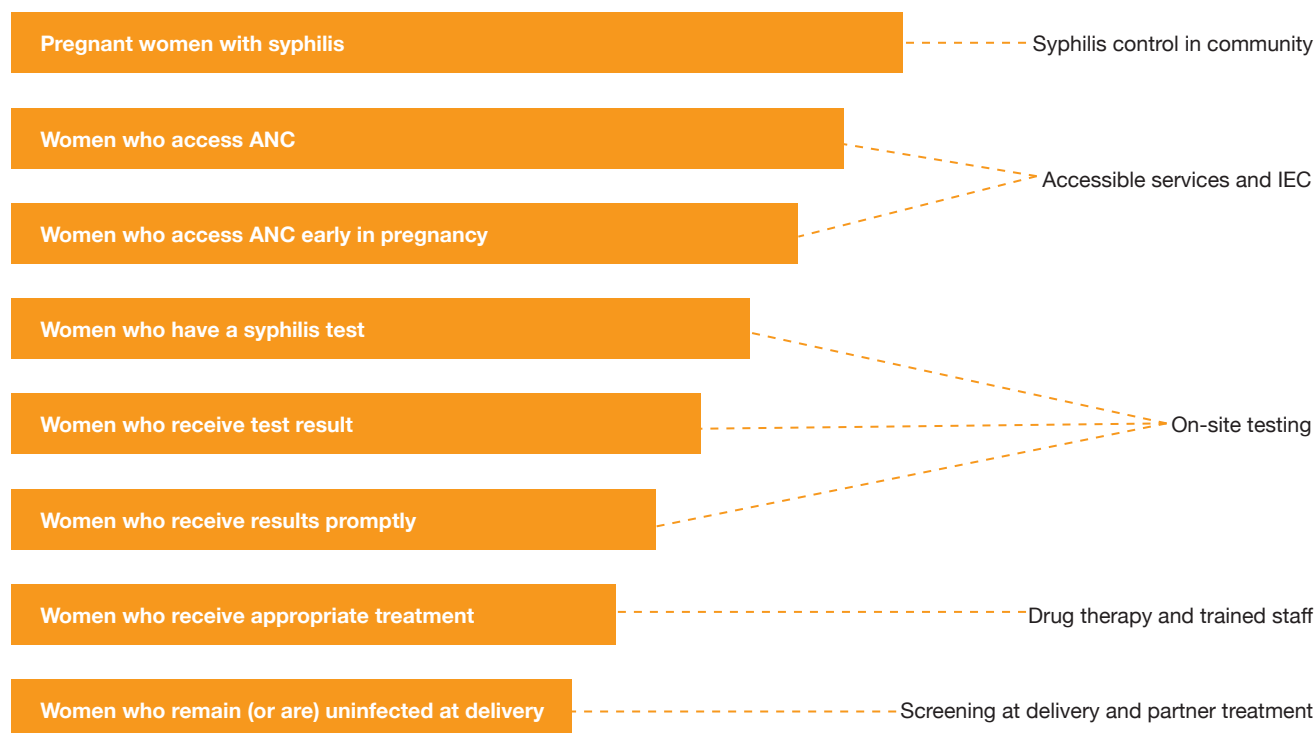 Pregnant women with syphilis
Syphilis control in community
Women who access ANC
Accessible services and IEC
Women who access ANC early in pregnancy
Women who have a syphilis test
Women who receive test result
On-site testing
Women who receive results promptly
Women who receive appropriate treatment
Drug therapy and trained staff
Women who remain (or are) uninfected at delivery
Screening at delivery and partner treatment